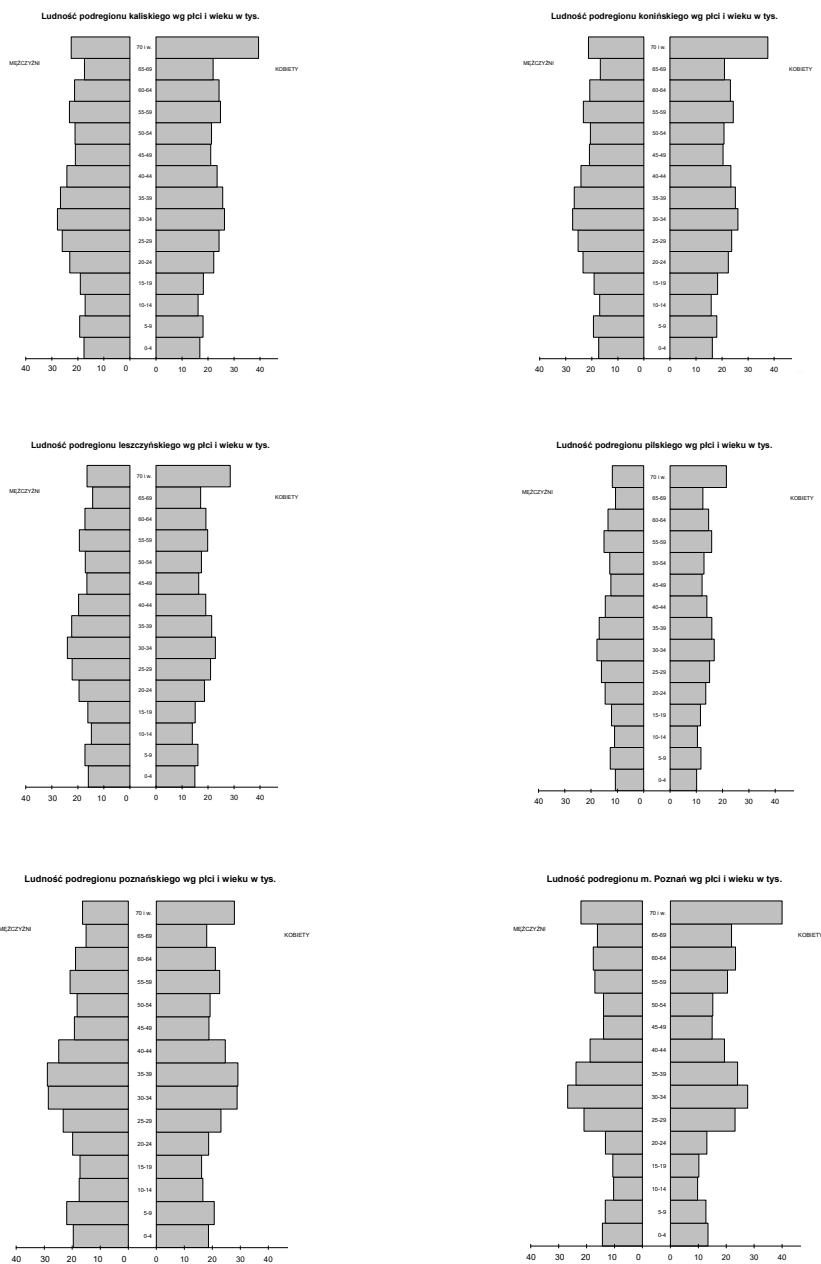 Ludność podregionu kaliskiego wg płci i wieku w tys.
MĘŻCZYŹNI
KOBIETY
70 i w.
65-69
60-64
55-59
50-54
45-49
40-44
35-39
30-34
25-29
20-24
15-19
10-14
5-9
0-4
40 30 20 10 0 0 10 20 30 40
Ludność podregionu konińskiego wg płci i wieku w tys.
MĘŻCZYŹNI
KOBIETY
70 i w.
65-69
60-64
55-59
50-54
45-49
40-44
35-39
30-34
25-29
20-24
15-19
10-14
5-9
0-4
40 30 20 10 0 0 10 20 30 40
Ludność podregionu leszczyńskiego wg płci i wieku w tys.
MĘŻCZYŹNI
KOBIETY
70 i w.
65-69
60-64
55-59
50-54
45-49
40-44
35-39
30-34
25-29
20-24
15-19
10-14
5-9
0-4
40 30 20 10 0 0 10 20 30 40
Ludność podregionu pilskiego wg płci i wieku w tys.
MĘŻCZYŹNI
KOBIETY
70 i w.
65-69
60-64
55-59
50-54
45-49
40-44
35-39
30-34
25-29
20-24
15-19
10-14
5-9
0-4
40 30 20 10 0 0 10 20 30 40
Ludność podregionu poznańskiego wg płci i wieku w tys.
MĘŻCZYŹNI
KOBIETY
70 i w.
65-69
60-64
55-59
50-54
45-49
40-44
35-39
30-34
25-29
20-24
15-19
10-14
5-9
0-4
40 30 20 10 0 0 10 20 30 40
Ludność podregionu m. Poznań wg płci i wieku w tys.
MĘŻCZYŹNI
KOBIETY
70 i w.
65-69
60-64
55-59
50-54
45-49
40-44
35-39
30-34
25-29
20-24
15-19
10-14
5-9
0-4
40 30 20 10 0 0 10 20 30 40